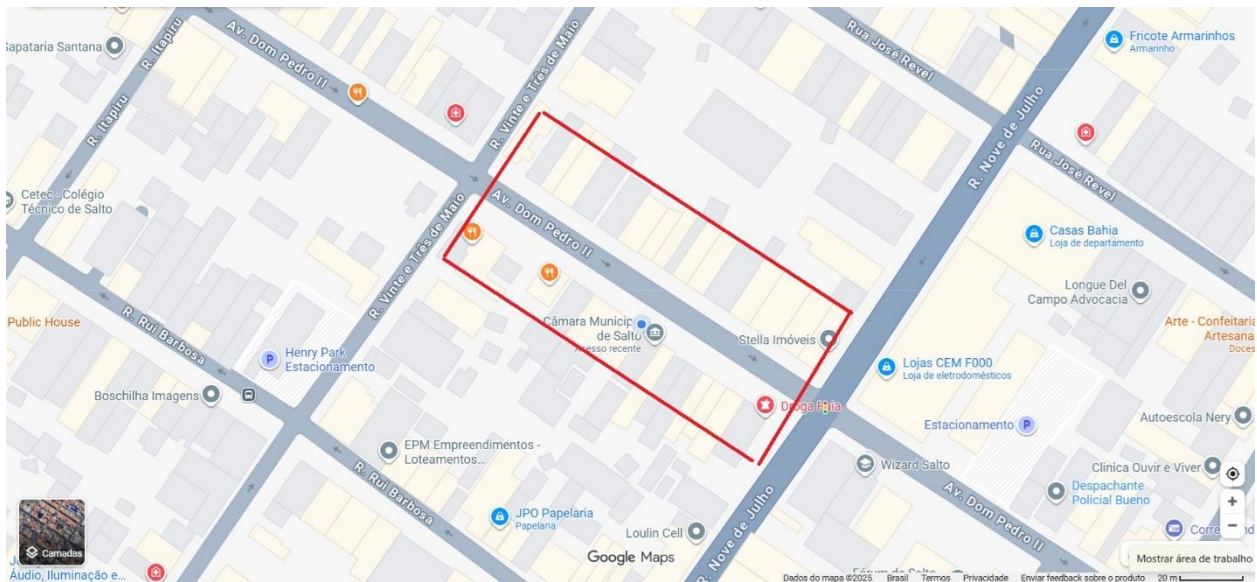 Sapataria Santana
R. Itapiru
Av. Dom Pedro II
R. Vinte e Três de Maio
Rua José Revel
Fricote Armarinhos
Armarinho
R. Nove de Julho
Rua José Revel
R. Itapiru
Cetec - Colégio
Técnico de Salto
Av. Dom Pedro II
R. Vinte e Três de Maio
Casas Bahia
Loja de departamento
Longue Del
Campo Advocacia
Public House
R. Rui Barbosa
Henry Park
Estacionamento
Câmara Municip
de Salto
Acesso recente
Stella Imóveis
Arte - Confeitaria
Artesana
Doces
Lojas CEM F000
Loja de eletrodomésticos
Boschilha Imagens
Droga
Estacionamento
Autoescola Nery
EPM Empreendimentos -
Loteamentos...
R. Rui Barbosa
Wizard Salto
Clinica Ouvir e Viver
Despachante
Policial Bueno
JPO Papelaria
Papelaria
Loulin Cell
R. Nove de Julho
Av. Dom Pedro II
Camadas
Google Maps
Mostrar área de trabalho
Áudio, Iluminação e...
Dados do mapa ©2025 Brasil Termos Privacidade Enviar feedback sobre o produto 20 m